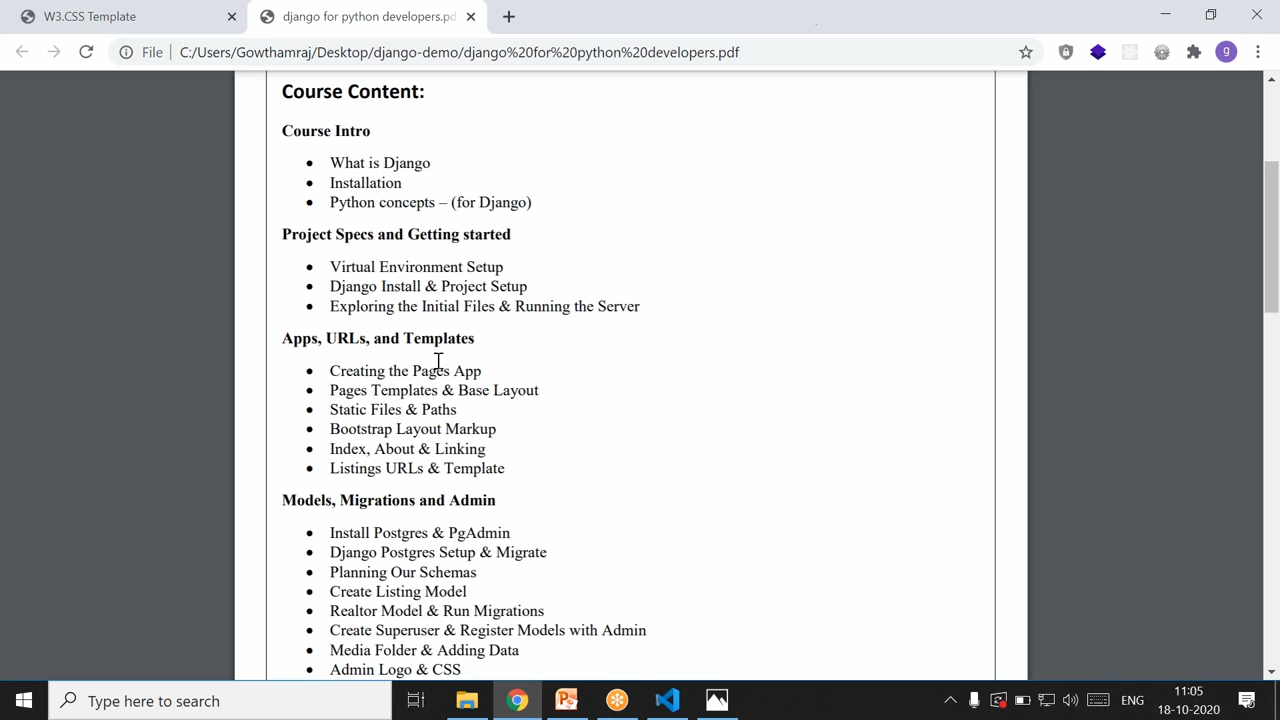 W3.CSS Template
django for python developers.pd
File
C:/Users/Gowthamraj/Desktop/django-demo/django%20for%20python%20developers.pdf
g
Course Content:
Course Intro
• What is Django
• Installation
• Python concepts – (for Django)
Project Specs and Getting started
• Virtual Environment Setup
• Django Install & Project Setup
• Exploring the Initial Files & Running the Server
Apps, URLs, and Templates
• Creating the Pages App
• Pages Templates & Base Layout
• Static Files & Paths
• Bootstrap Layout Markup
• Index, About & Linking
• Listings URLs & Template
Models, Migrations and Admin
• Install Postgres & PgAdmin
• Django Postgres Setup & Migrate
• Planning Our Schemas
• Create Listing Model
• Realtor Model & Run Migrations
• Create Superuser & Register Models with Admin
• Media Folder & Adding Data
• Admin Logo & CSS
Type here to search
ENG
11:05
18-10-2020